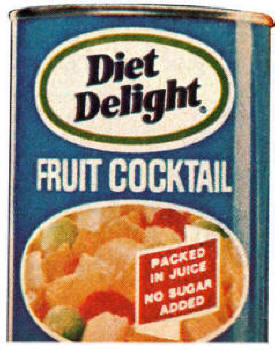 Diet
Delight®
FRUIT COCKTAIL
PACKED
IN JUICE
NO SUGAR
ADDED